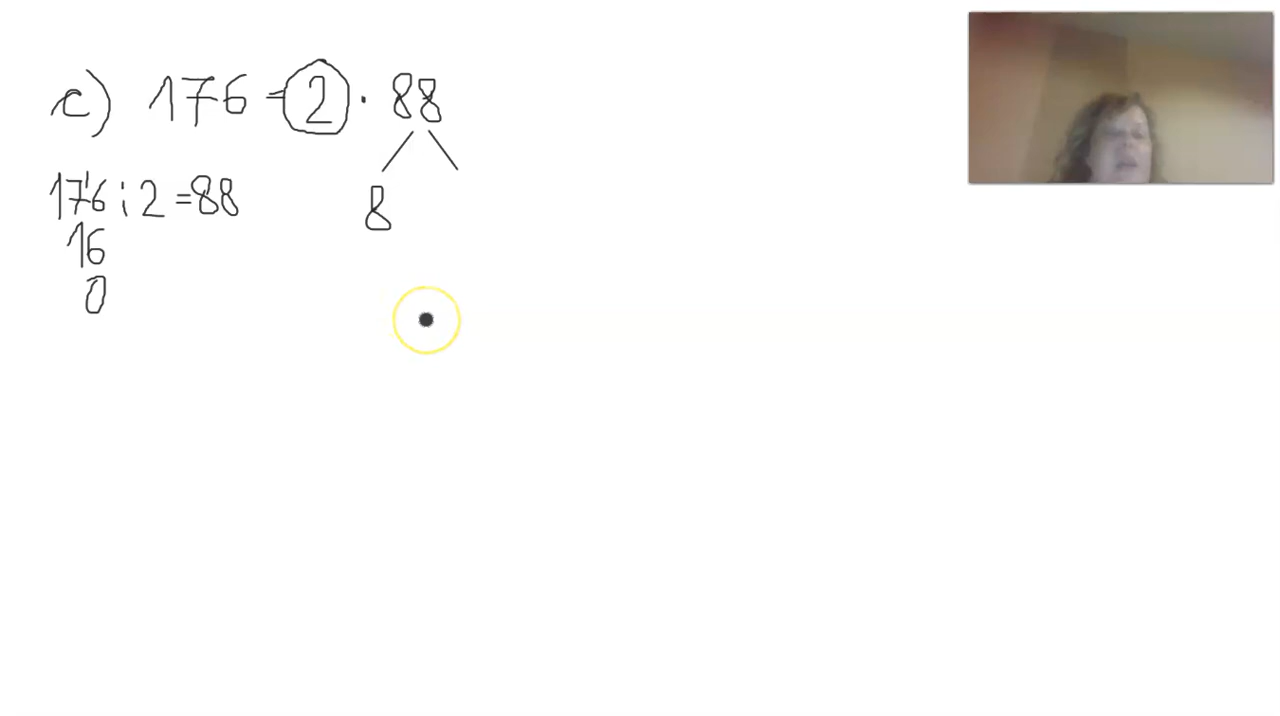 c) 176 = 2 · 88
176 : 2 = 88
8
16
0